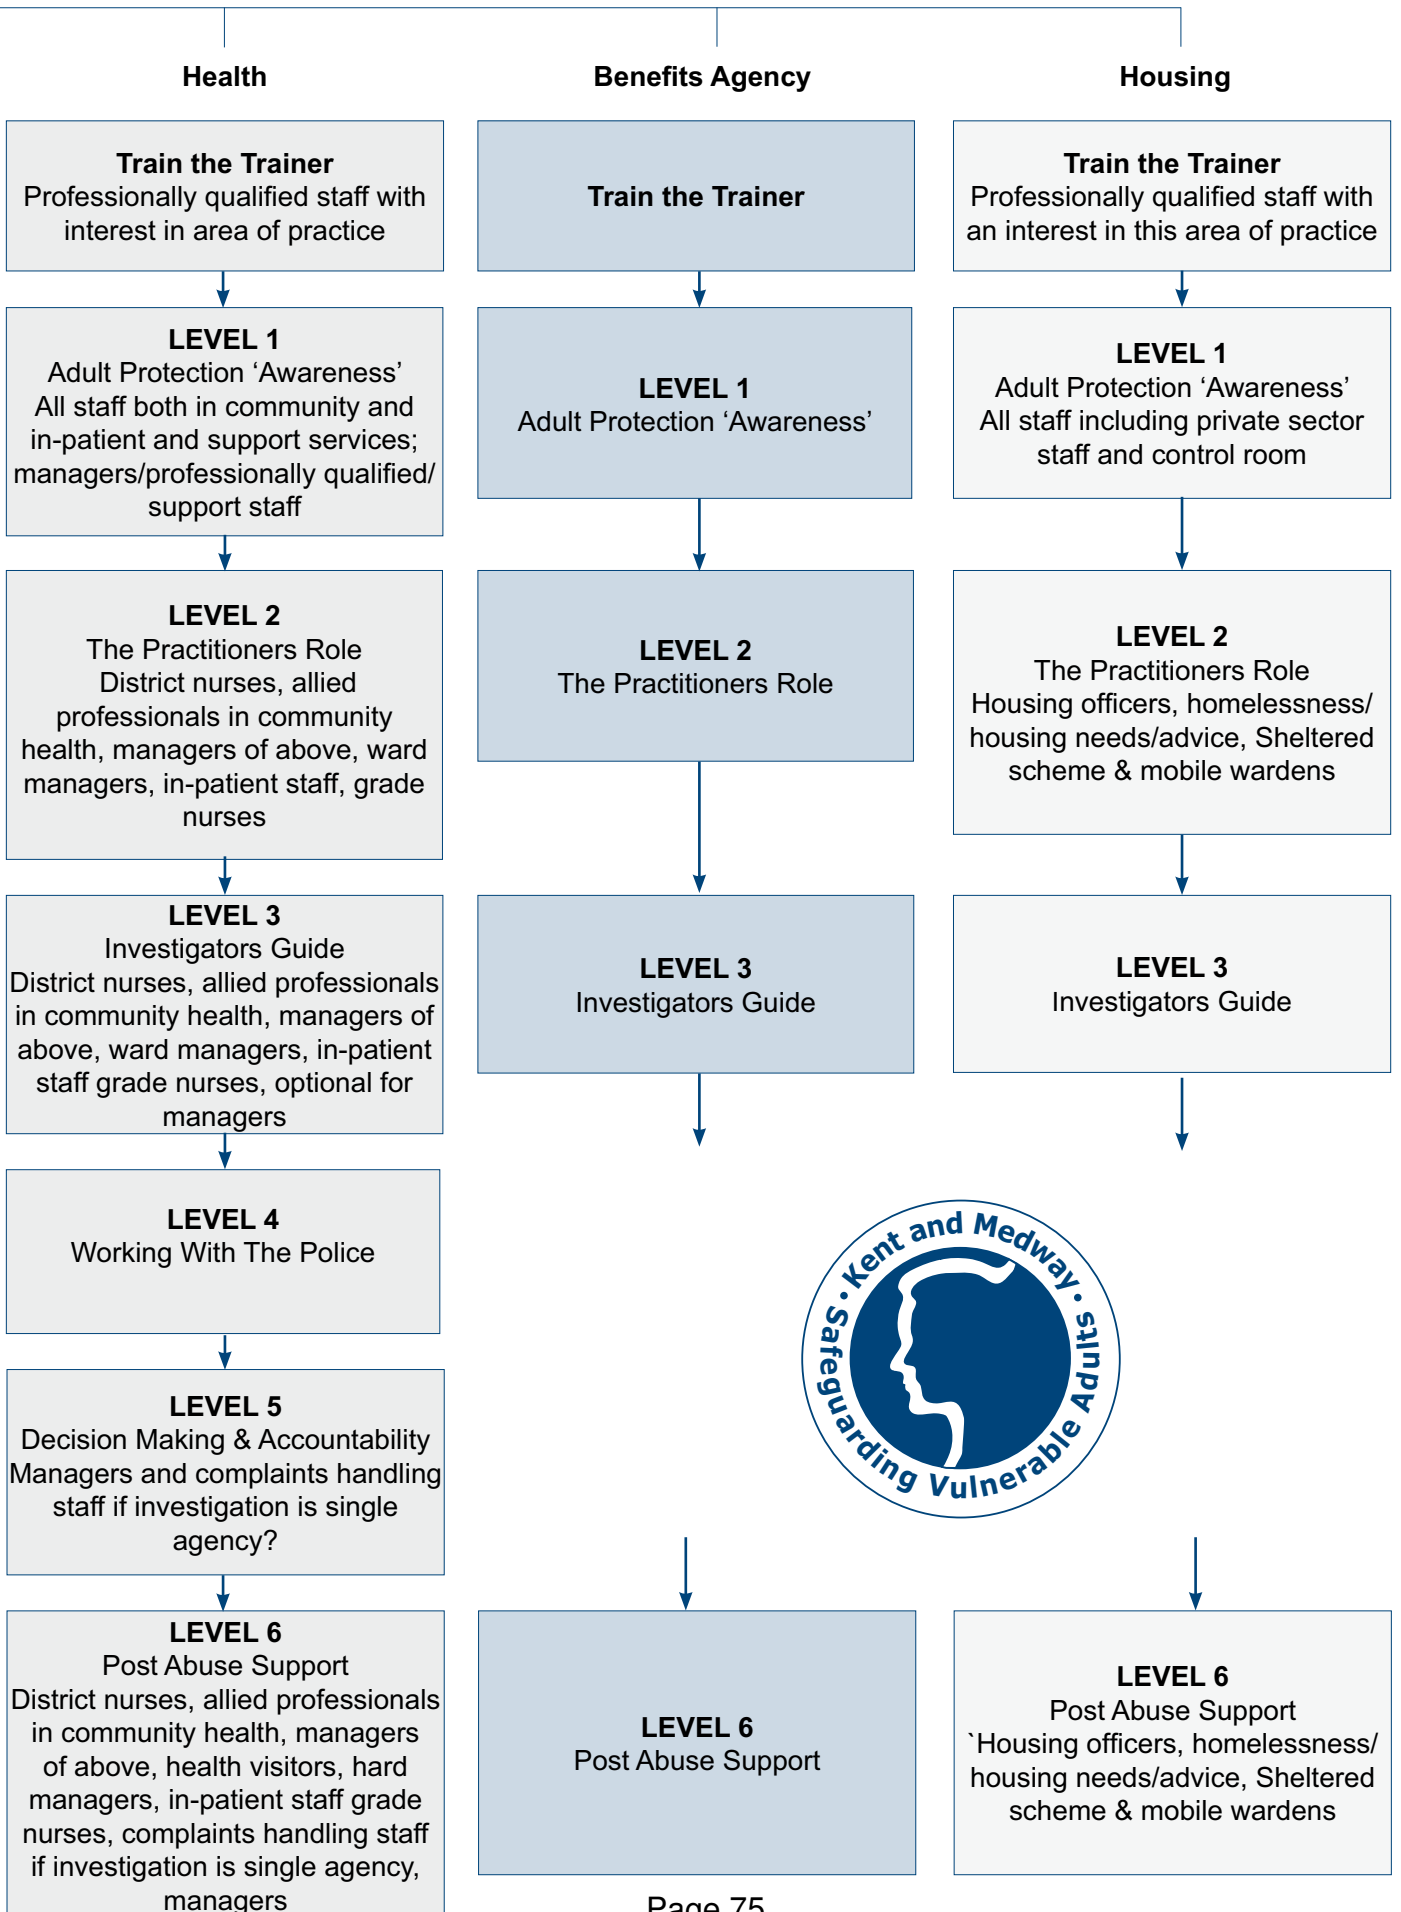 Health
Train the Trainer
Professionally qualified staff with
interest in area of practice
LEVEL 1
Adult Protection ‘Awareness’
All staff both in community and
in-patient and support services;
managers/professionally qualified/
support staff
LEVEL 2
The Practitioners Role
District nurses, allied
professionals in community
health, managers of above, ward
managers, in-patient staff, grade
nurses
LEVEL 3
Investigators Guide
District nurses, allied professionals
in community health, managers of
above, ward managers, in-patient
staff grade nurses, optional for
managers
LEVEL 4
Working With The Police
LEVEL 5
Decision Making & Accountability
Managers and complaints handling
staff if investigation is single
agency?
LEVEL 6
Post Abuse Support
District nurses, allied professionals
in community health, managers
of above, health visitors, hard
managers, in-patient staff grade
nurses, complaints handling staff
if investigation is single agency,
managers
Benefits Agency
Train the Trainer
LEVEL 1
Adult Protection ‘Awareness’
LEVEL 2
The Practitioners Role
LEVEL 3
Investigators Guide
LEVEL 6
Post Abuse Support
Housing
Train the Trainer
Professionally qualified staff with
an interest in this area of practice
LEVEL 1
Adult Protection ‘Awareness’
All staff including private sector
staff and control room
LEVEL 2
The Practitioners Role
Housing officers, homelessness/
housing needs/advice, Sheltered
scheme & mobile wardens
LEVEL 3
Investigators Guide
· Kent and Medway ·
Safeguarding Vulnerable Adults
LEVEL 6
Post Abuse Support
`Housing officers, homelessness/
housing needs/advice, Sheltered
scheme & mobile wardens
Page 75